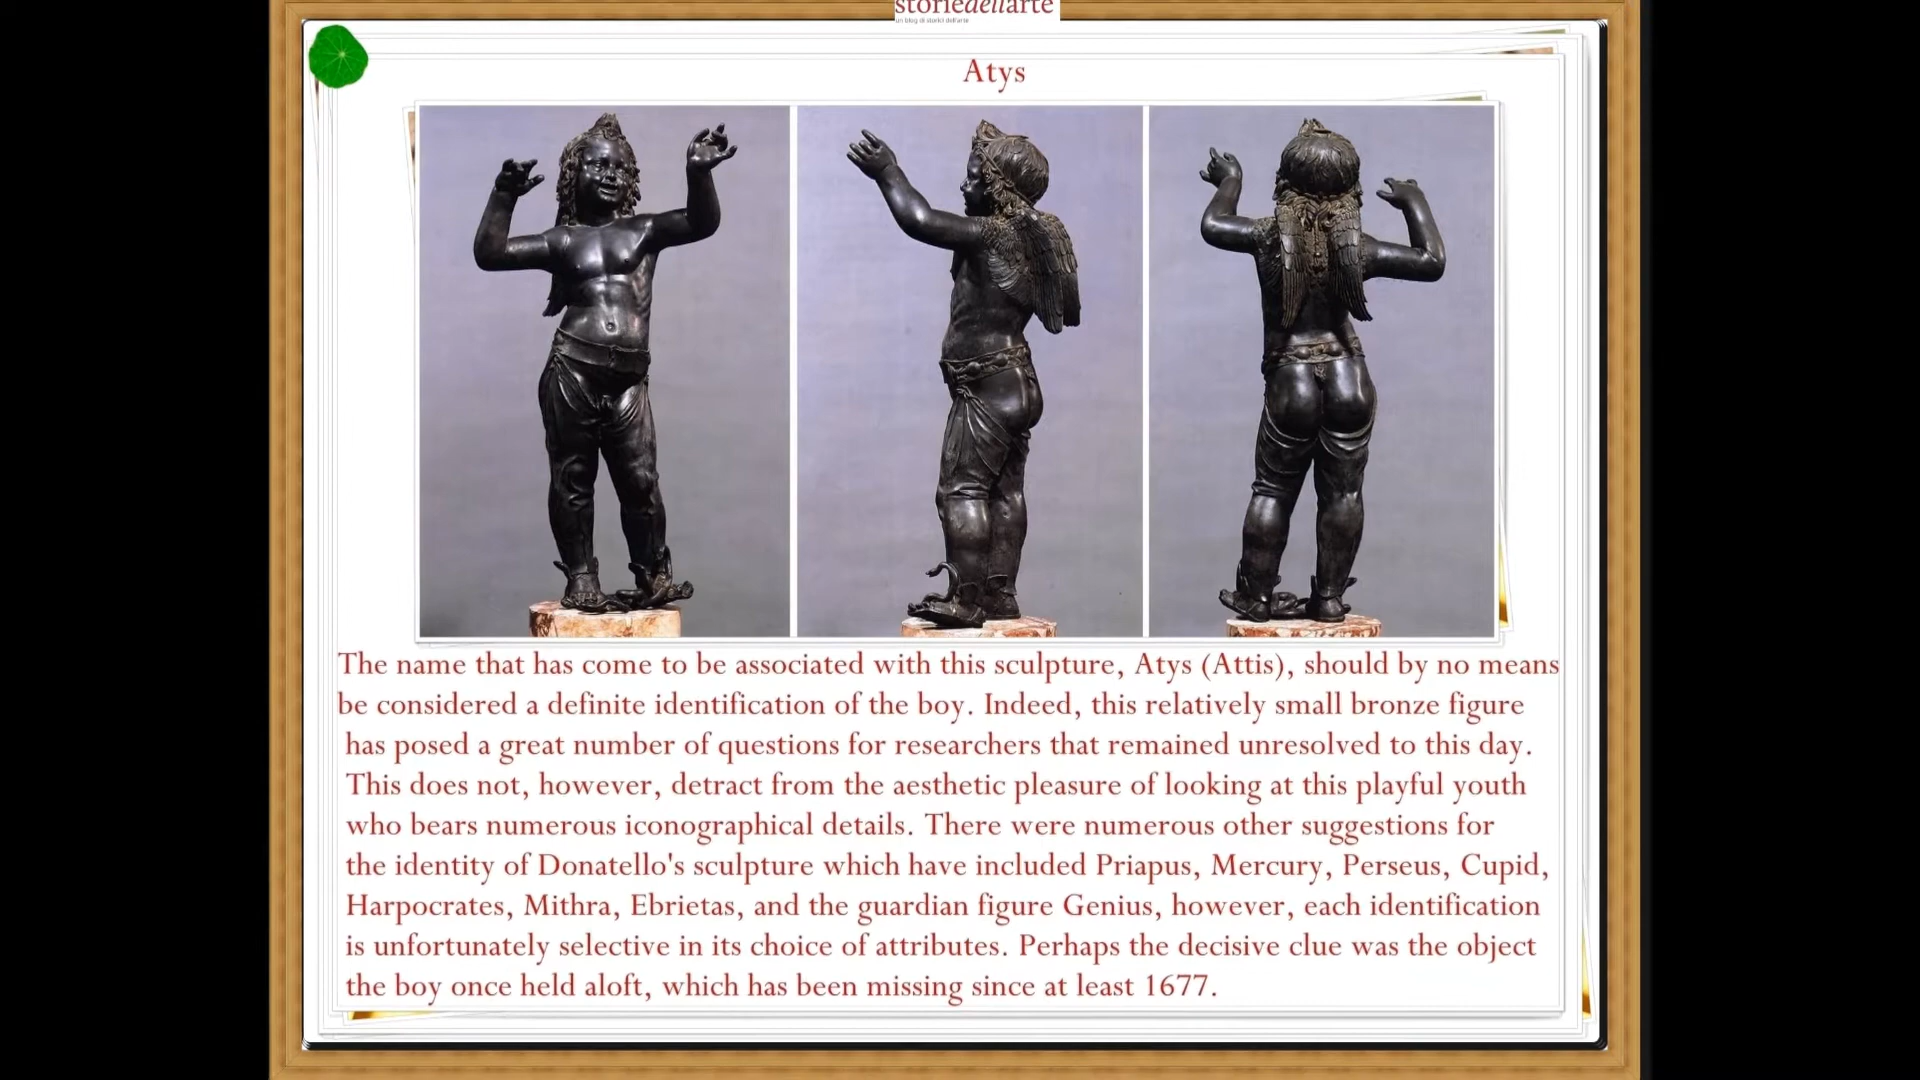 storiedellarte
un blog di storici dell'arte
Atys
The name that has come to be associated with this sculpture, Atys (Attis), should by no means
be considered a definite identification of the boy. Indeed, this relatively small bronze figure
has posed a great number of questions for researchers that remained unresolved to this day.
This does not, however, detract from the aesthetic pleasure of looking at this playful youth
who bears numerous iconographical details. There were numerous other suggestions for
the identity of Donatello's sculpture which have included Priapus, Mercury, Perseus, Cupid,
Harpocrates, Mithra, Ebrietas, and the guardian figure Genius, however, each identification
is unfortunately selective in its choice of attributes. Perhaps the decisive clue was the object
the boy once held aloft, which has been missing since at least 1677.